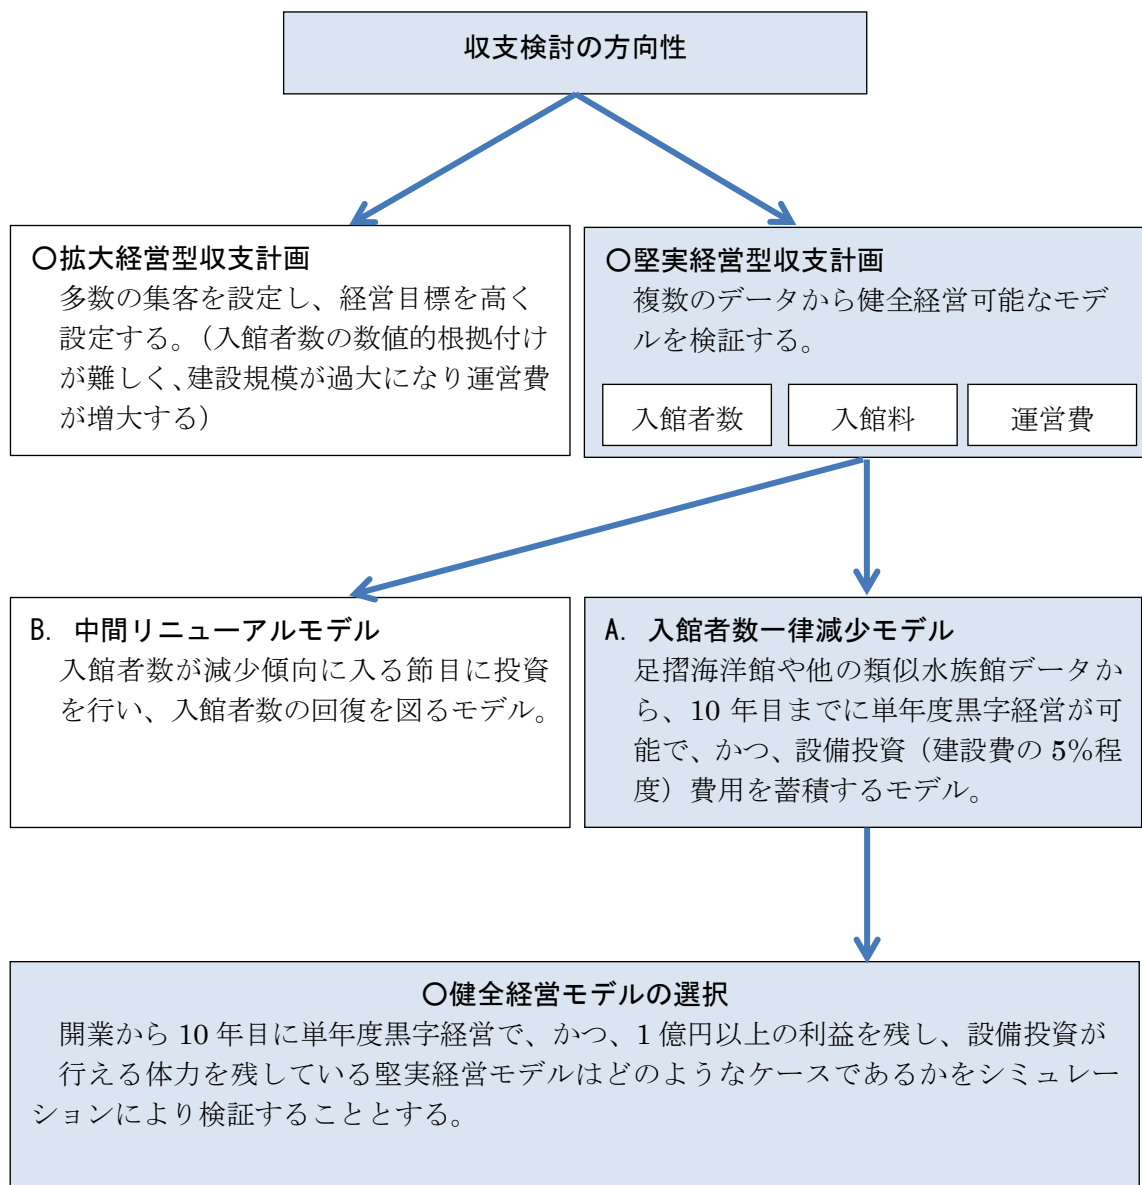 収支検討の方向性
〇拡大経営型収支計画
多数の集客を設定し、経営目標を高く
設定する。（入館者数の数値的根拠付け
が難しく、建設規模が過大になり運営費
が増大する）
〇堅実経営型収支計画
複数のデータから健全経営可能なモデ
ルを検証する。
入館者数
入館料
運営費
B. 中間リニューアルモデル
入館者数が減少傾向に入る節目に投資
を行い、入館者数の回復を図るモデル。
A. 入館者数一律減少モデル
足摺海洋館や他の類似水族館データか
ら、10 年目までに単年度黒字経営が可
能で、かつ、設備投資（建設費の 5%程
度）費用を蓄積するモデル。
〇健全経営モデルの選択
開業から 10 年目に単年度黒字経営で、かつ、1 億円以上の利益を残し、設備投資が
行える体力を残している堅実経営モデルはどのようなケースであるかをシミュレー
ションにより検証することとする。